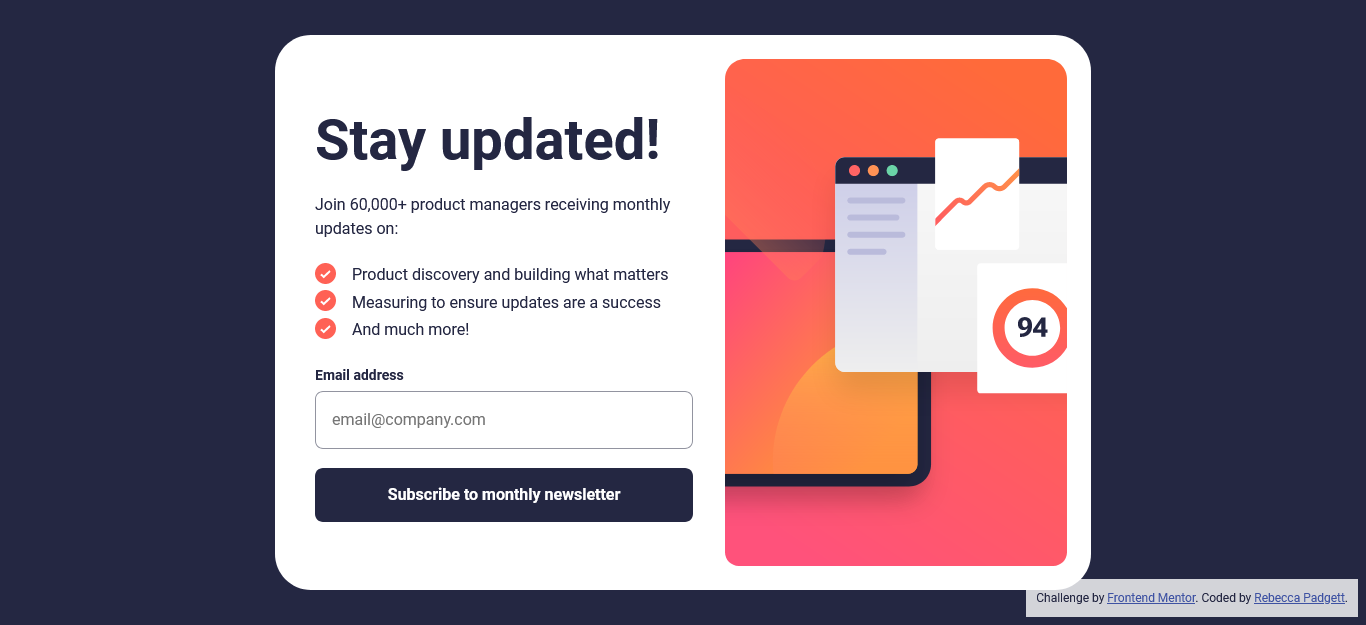 Stay updated!
Join 60,000+ product managers receiving monthly
updates on:
Product discovery and building what matters
Measuring to ensure updates are a success
And much more!
Email address
email@company.com
Subscribe to monthly newsletter
94
Challenge by Frontend Mentor. Coded by Rebecca Padgett.